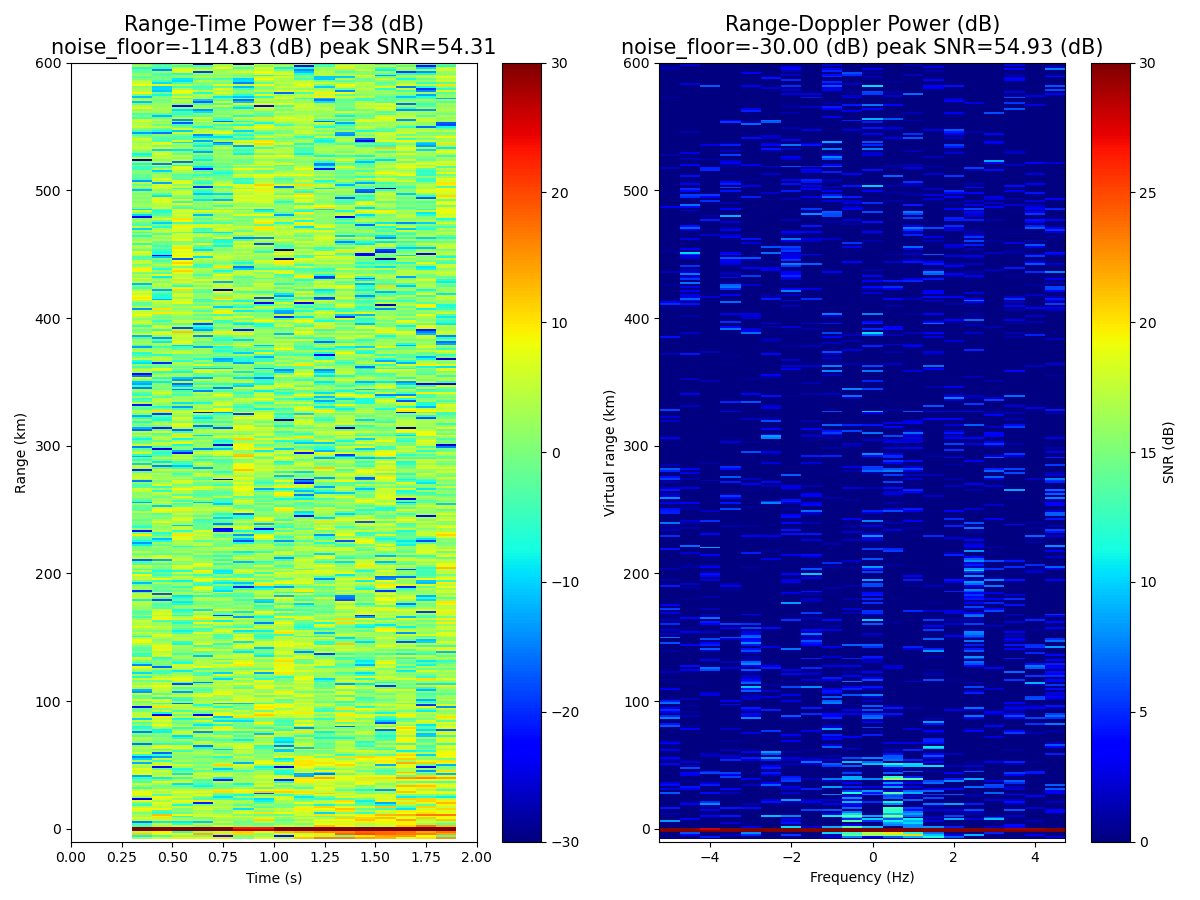 Range-Time Power f=38 (dB)
noise_floor=-114.83 (dB) peak SNR=54.31
600
500
400
300
200
100
0
Range (km)
0.00 0.25 0.50 0.75 1.00 1.25 1.50 1.75 2.00
Time (s)
30
20
10
0
−10
−20
−30
Range-Doppler Power (dB)
noise_floor=-30.00 (dB) peak SNR=54.93 (dB)
600
500
400
300
200
100
0
Virtual range (km)
−4 −2 0 2 4
Frequency (Hz)
30
25
20
15
10
5
0
SNR (dB)